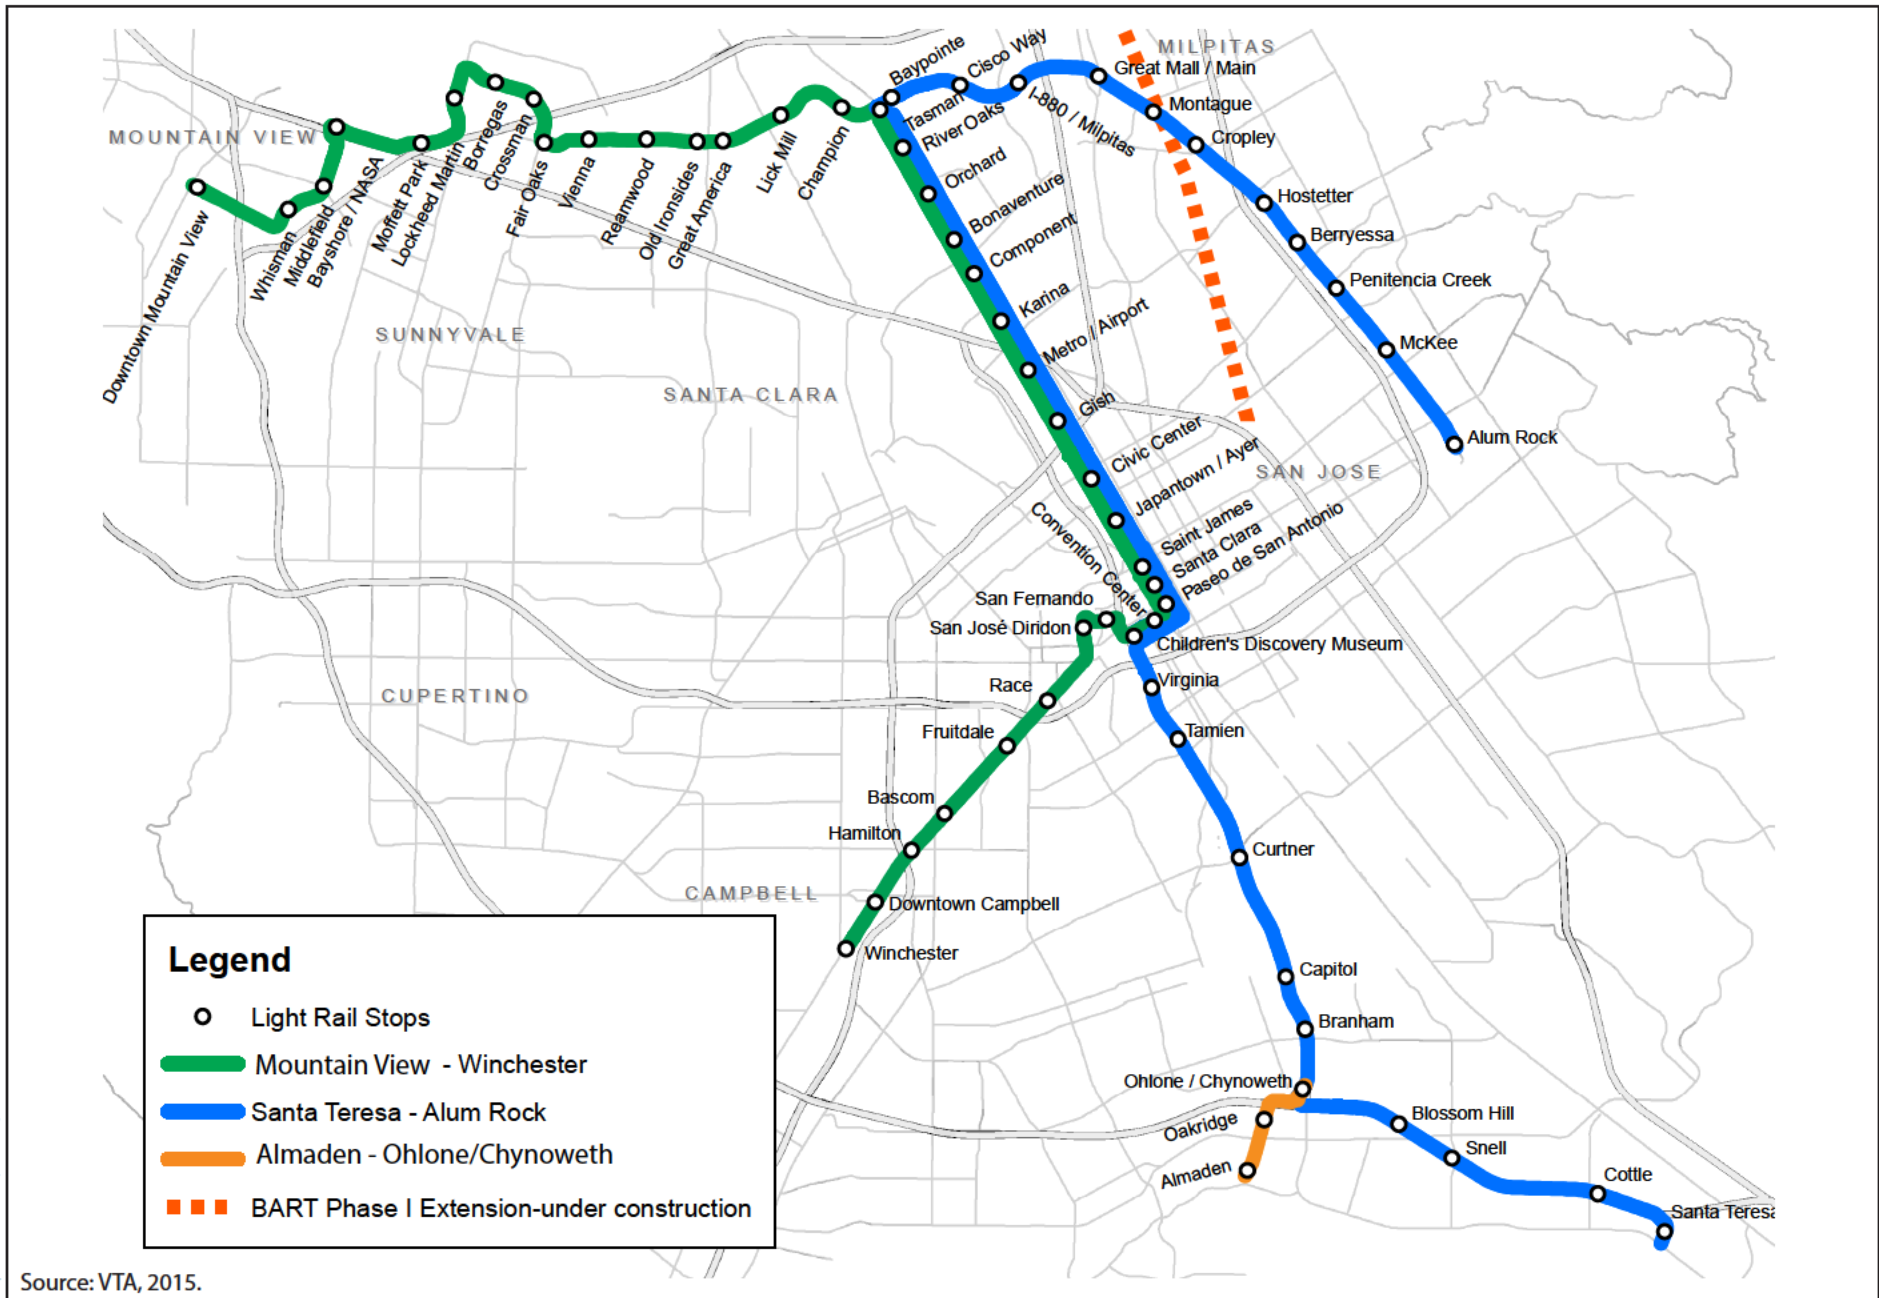 MILPITAS
Baypointe
Cisco Way
Great Mall / Main
I-880 / Milpitas
Montague
Cropley
Tasman
River Oaks
Orchard
Bonaventure
Component
Karina
Metro / Airport
Gish
Civic Center
Japantown / Ayer
Saint James
Santa Clara
Paseo de San Antonio
Convention Center
Children's Discovery Museum
MOUNTAIN VIEW
Downtown Mountain View
Whisman
Middlefield
Bayshore / NASA
Moffett Park
Lockheed Martin
Borregas
Crossman
Fair Oaks
Vienna
Reamwood
Old Ironsides
Great America
Lick Mill
Champion
Hostetter
Berryessa
Penitencia Creek
McKee
Alum Rock
SUNNYVALE
SANTA CLARA
SAN JOSE
San Fernando
San José Diridon
Race
Fruitdale
Bascom
Hamilton
Downtown Campbell
Winchester
CUPERTINO
CAMPBELL
Virginia
Tamien
Curtner
Capitol
Branham
Ohlone / Chynoweth
Oakridge
Almaden
Blossom Hill
Snell
Cottle
Santa Teresa
Legend
Light Rail Stops
Mountain View - Winchester
Santa Teresa - Alum Rock
Almaden - Ohlone/Chynoweth
BART Phase I Extension-under construction
Source: VTA, 2015.